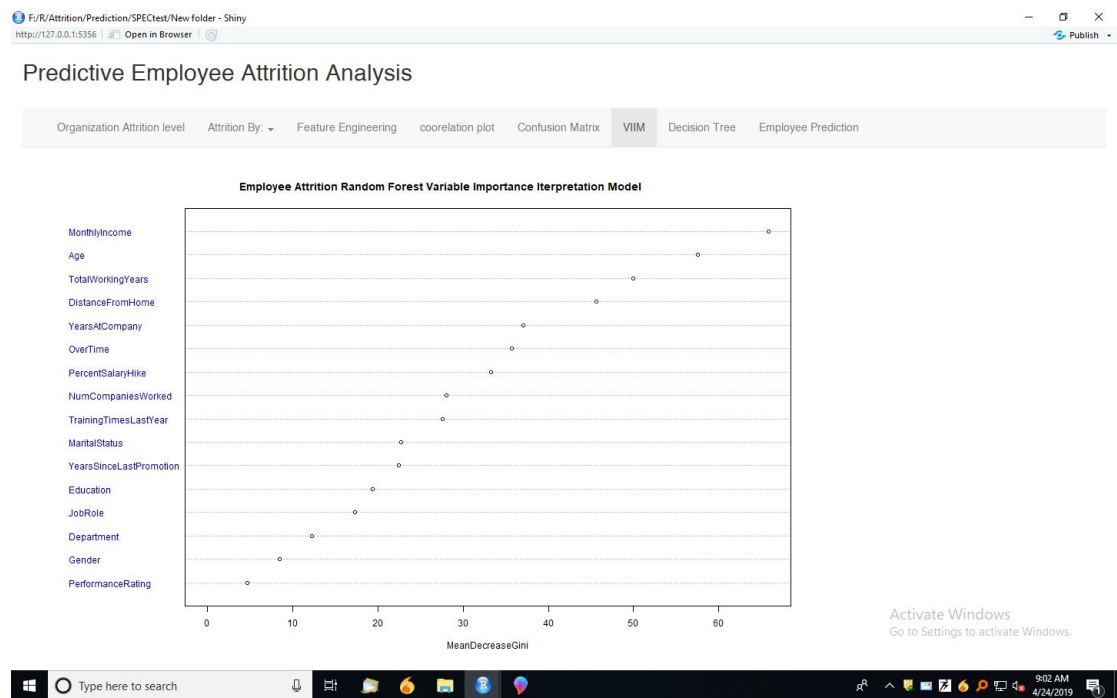 F:/R/Attrition/Prediction/SPECtest/New folder - Shiny
http://127.0.0.1:5356 Open in Browser Publish
Predictive Employee Attrition Analysis
Organization Attrition level Attrition By: Feature Engineering coorelation plot Confusion Matrix VIIM Decision Tree Employee Prediction
Employee Attrition Random Forest Variable Importance Iterpretation Model
MonthlyIncome
Age
TotalWorkingYears
DistanceFromHome
YearsAtCompany
OverTime
PercentSalaryHike
NumCompaniesWorked
TrainingTimesLastYear
MaritalStatus
YearsSinceLastPromotion
Education
JobRole
Department
Gender
PerformanceRating
0 10 20 30 40 50 60
MeanDecreaseGini
Activate Windows
Go to Settings to activate Windows.
Type here to search
9:02 AM
4/24/2019